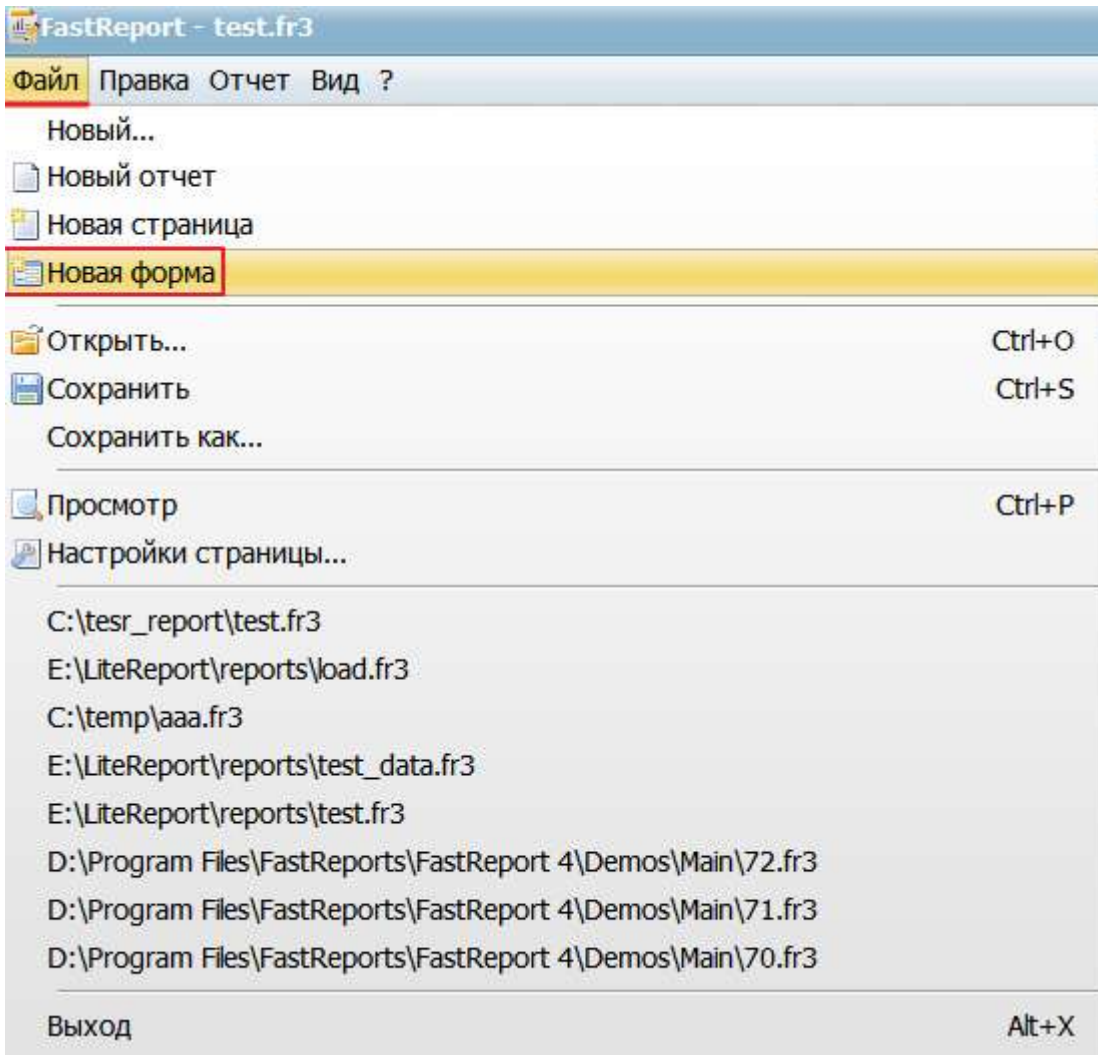 FastReport - test.fr3
Файл Правка Отчет Вид ?
Новый...
Новый отчет
Новая страница
Новая форма
Открыть... Ctrl+O
Сохранить Ctrl+S
Сохранить как...
Просмотр Ctrl+P
Настройки страницы...
C:\tesr_report\test.fr3
E:\LiteReport\reports\load.fr3
C:\temp\aaa.fr3
E:\LiteReport\reports\test_data.fr3
E:\LiteReport\reports\test.fr3
D:\Program Files\FastReports\FastReport 4\Demos\Main\72.fr3
D:\Program Files\FastReports\FastReport 4\Demos\Main\71.fr3
D:\Program Files\FastReports\FastReport 4\Demos\Main\70.fr3
Выход Alt+X